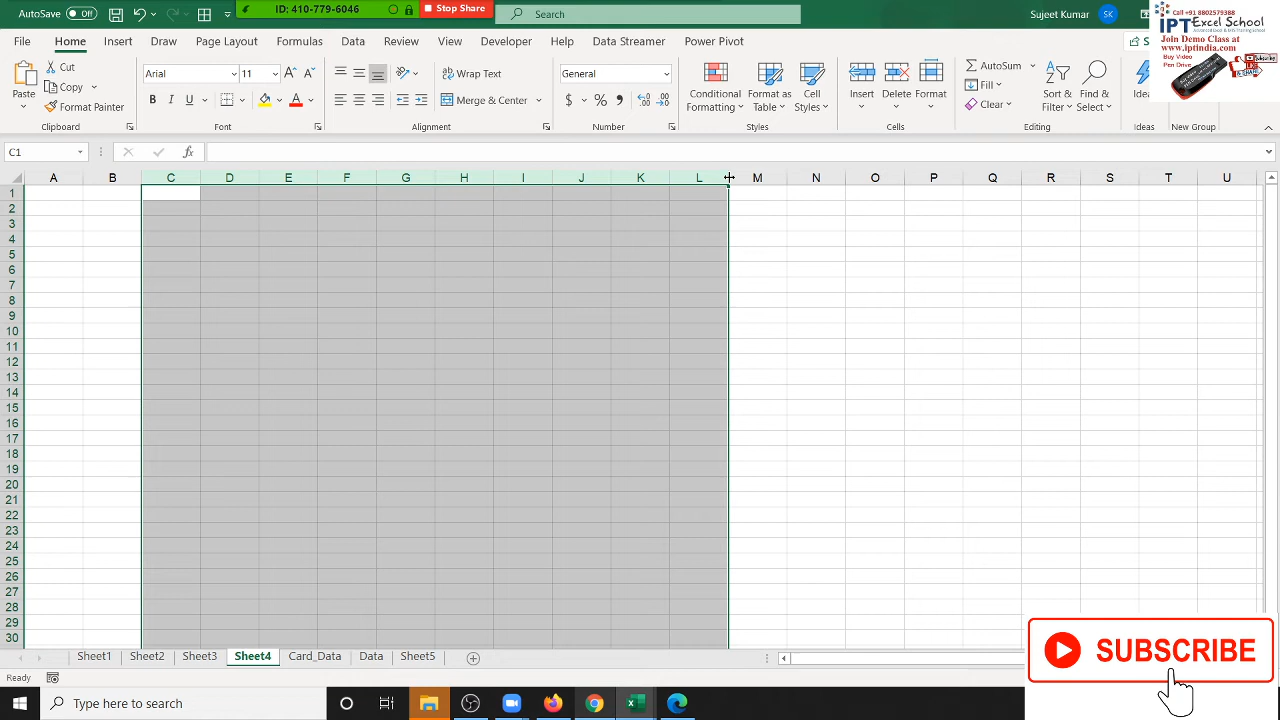 AutoSave Off
ID: 410-779-6046
Stop Share
Search
Sujeet Kumar
SK
Call +91 8802579388
IPT Excel School
Advanced Excel & MIS Training School
Join Demo Class at
www.iptindia.com
Buy Video
Pen Drive
File Home Insert Draw Page Layout Formulas Data Review View Developer Help Data Streamer Power Pivot
Paste
Cut
Copy
Format Painter
Clipboard
Arial 11
B I U
Font
Wrap Text
Merge & Center
Alignment
General
$ % ,
Number
Conditional Formatting
Format as Table
Cell Styles
Styles
Insert
Delete
Format
Cells
AutoSum
Fill
Clear
Sort & Filter
Find & Select
Editing
Ideas
Ideas
New Group
C1
fx
A B C D E F G H I J K L M N O P Q R S T U
1
2
3
4
5
6
7
8
9
10
11
12
13
14
15
16
17
18
19
20
21
22
23
24
25
26
27
28
29
30
SUBSCRIBE
Sheet1 Sheet2 Sheet3 Sheet4 Card_Data Data Sheet5
Ready
Type here to search